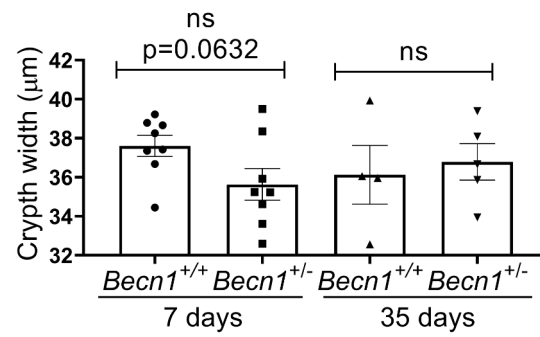 ns
p=0.0632
ns
Crypth width (μm)
42
40
38
36
34
32
Becn1+/+ Becn1+/- Becn1+/+ Becn1+/-
7 days 35 days